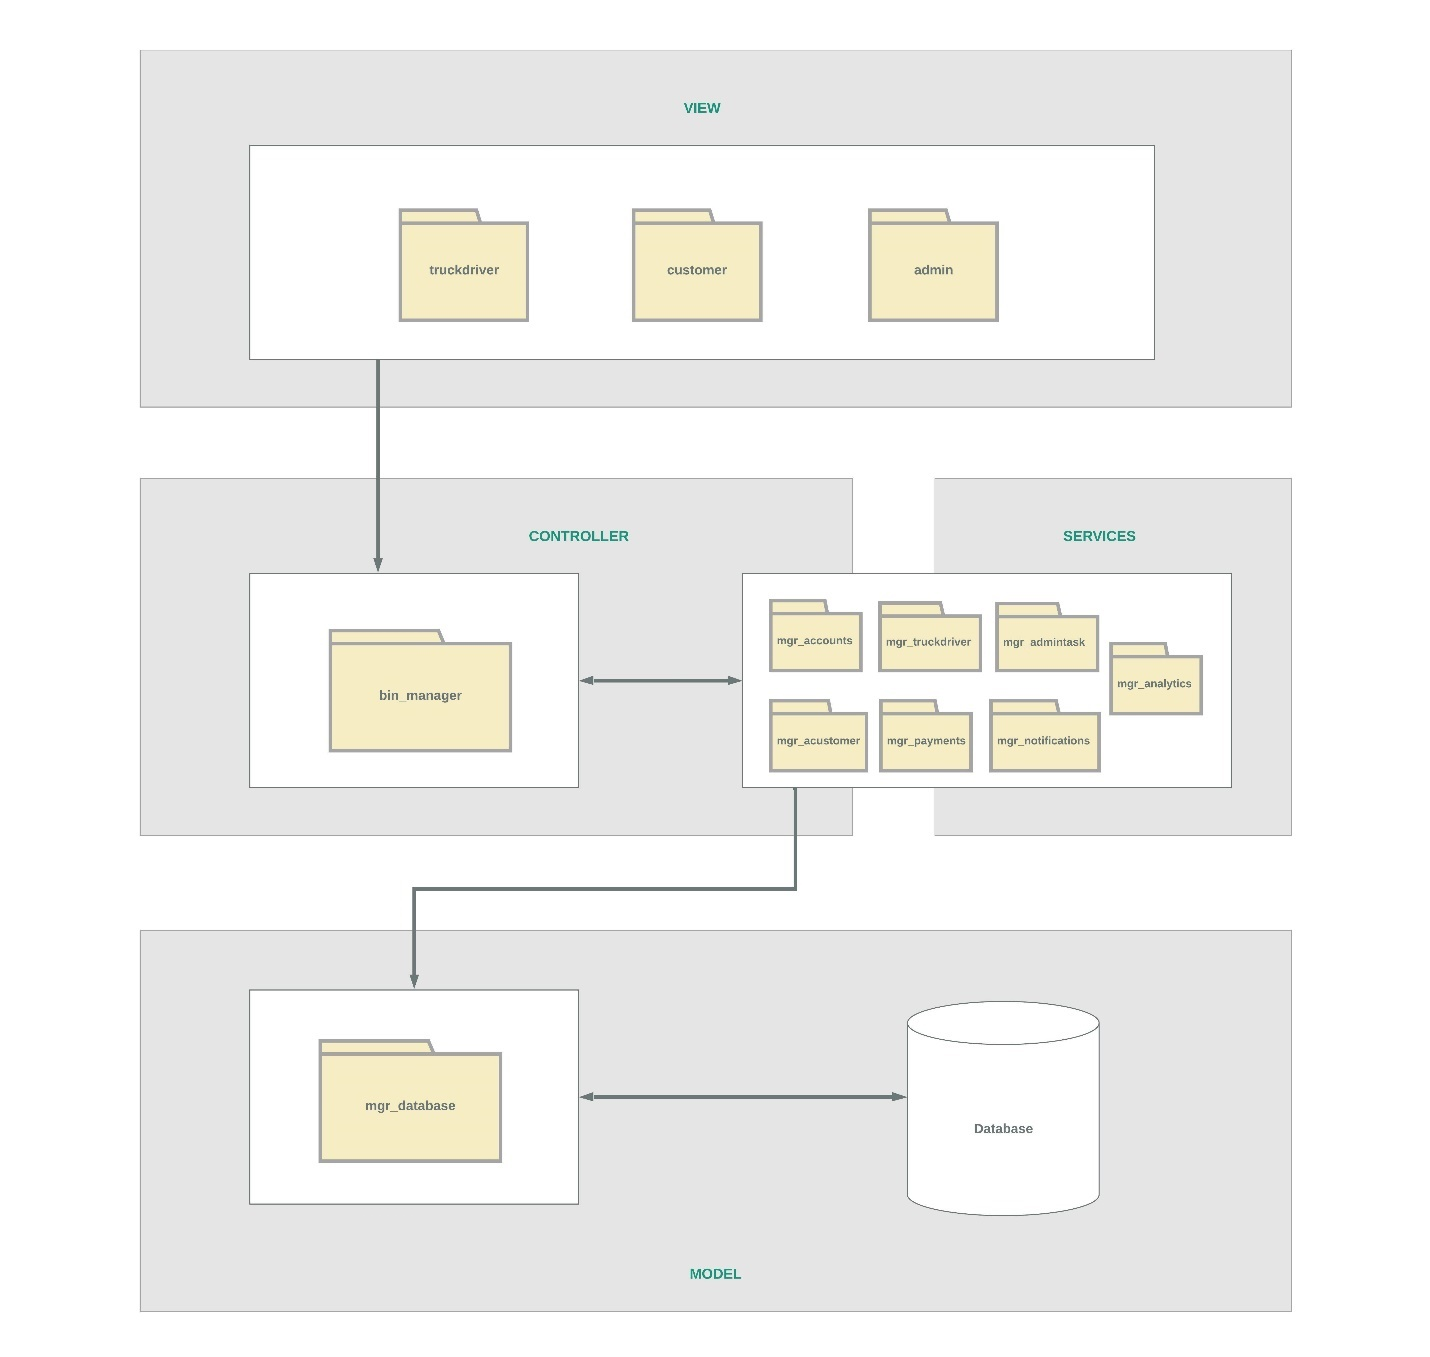 VIEW
truckdriver
customer
admin
CONTROLLER
SERVICES
bin_manager
mgr_accounts
mgr_truckdriver
mgr_admintask
mgr_analytics
mgr_acustomer
mgr_payments
mgr_notifications
mgr_database
Database
MODEL